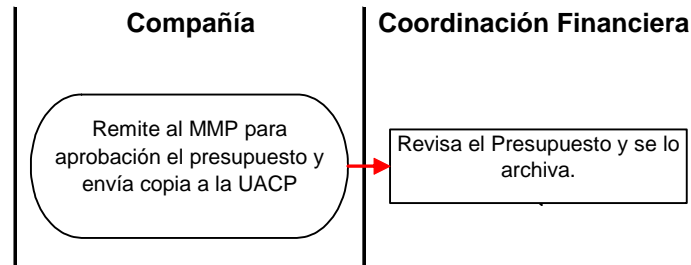 Compañía
Coordinación Financiera
Remite al MMP para
aprobación el presupuesto y
envía copia a la UACP
Revisa el Presupuesto y se lo
archiva.